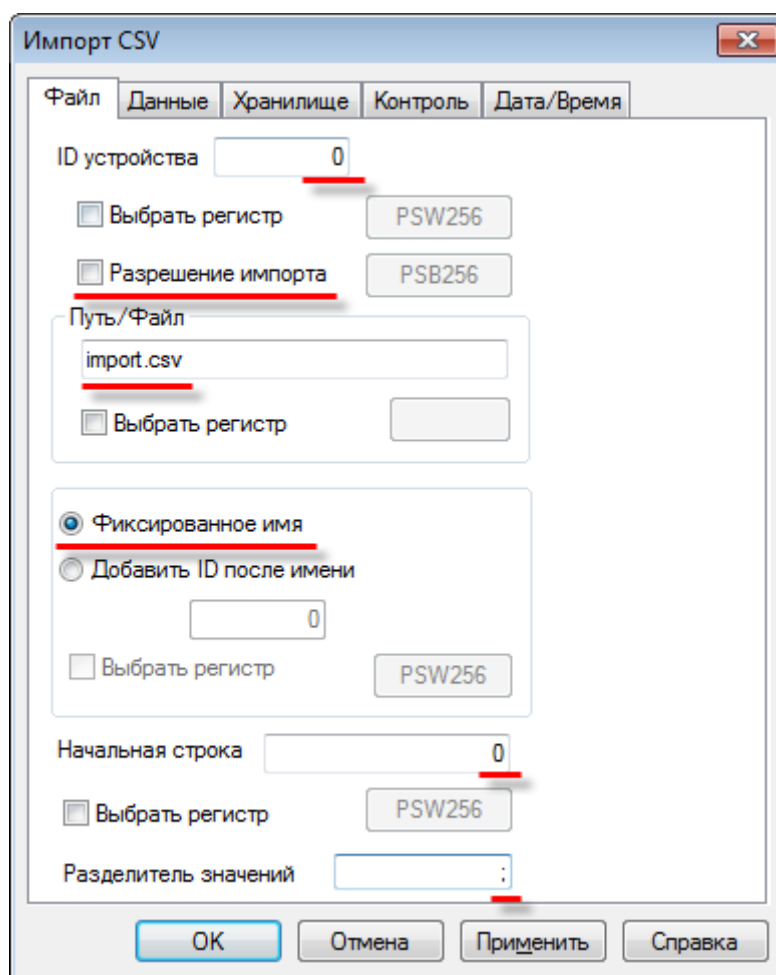 Импорт CSV
Файл Данные Хранилище Контроль Дата/Время
ID устройства 0
Выбрать регистр PSW256
Разрешение импорта PSB256
Путь/Файл
import.csv
Выбрать регистр
Фиксированное имя
Добавить ID после имени
0
Выбрать регистр PSW256
Начальная строка 0
Выбрать регистр PSW256
Разделитель значений ;
OK Отмена Применить Справка